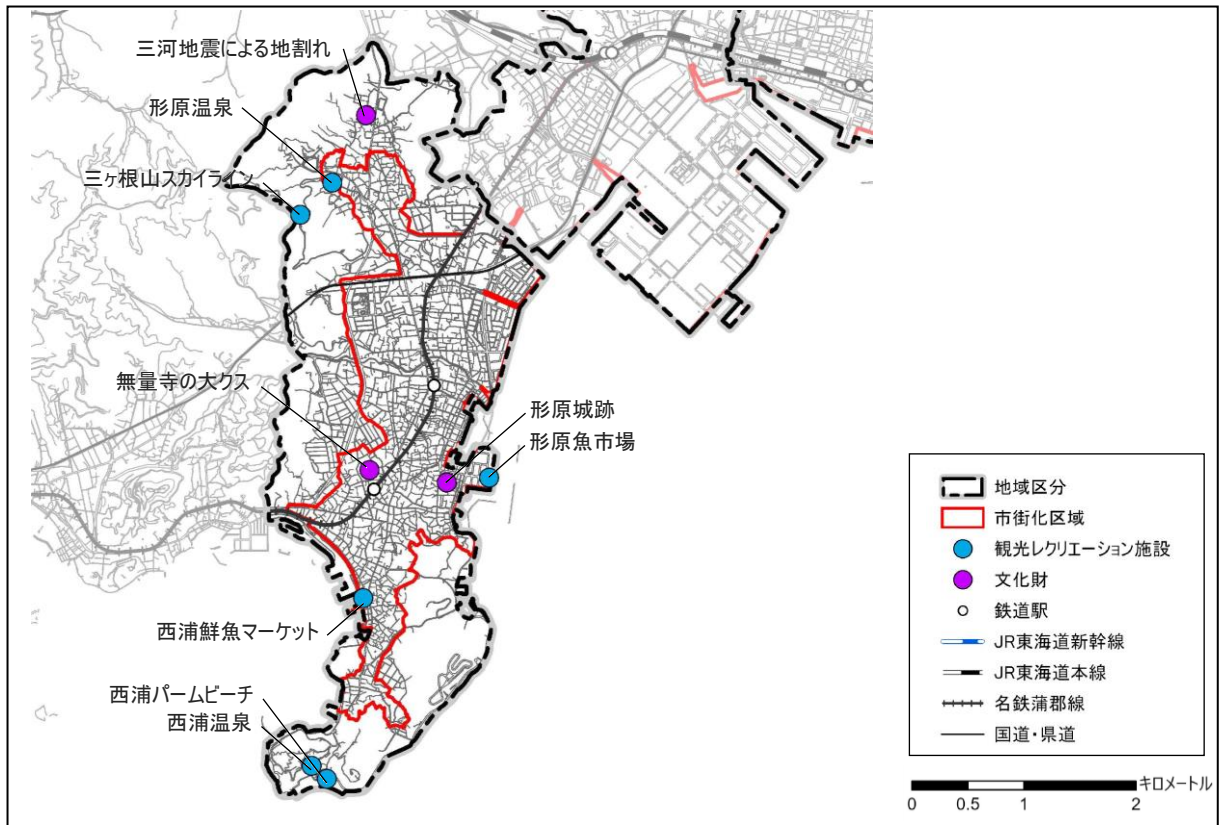 三河地震による地割れ
形原温泉
三ヶ根山スカイライン
無量寺の大クス
形原城跡
形原魚市場
西浦鮮魚マーケット
西浦パームビーチ
西浦温泉
地域区分
市街化区域
観光レクリエーション施設
文化財
鉄道駅
JR東海道新幹線
JR東海道本線
名鉄蒲郡線
国道・県道
キロメートル
0 0.5 1 2